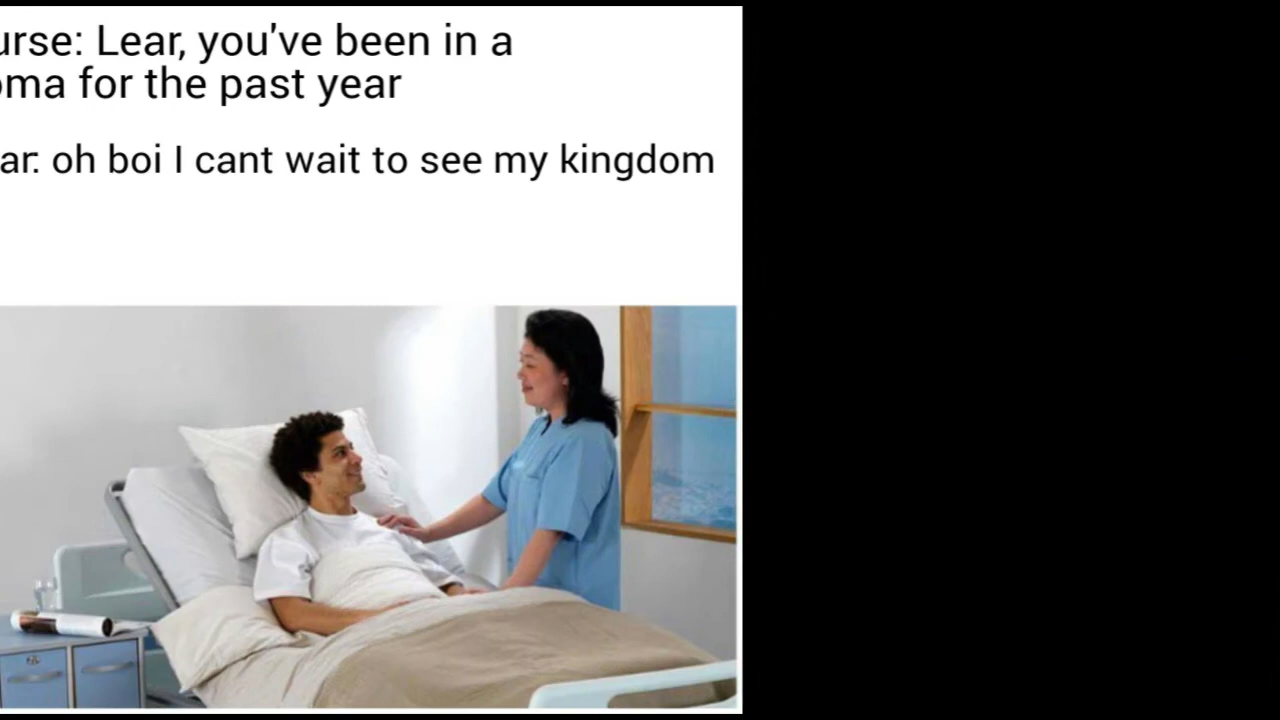 urse: Lear, you've been in a
oma for the past year
ar: oh boi I cant wait to see my kingdom